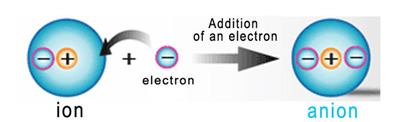 Addition
of an electron
− +
+
−
− + −
electron
ion
anion